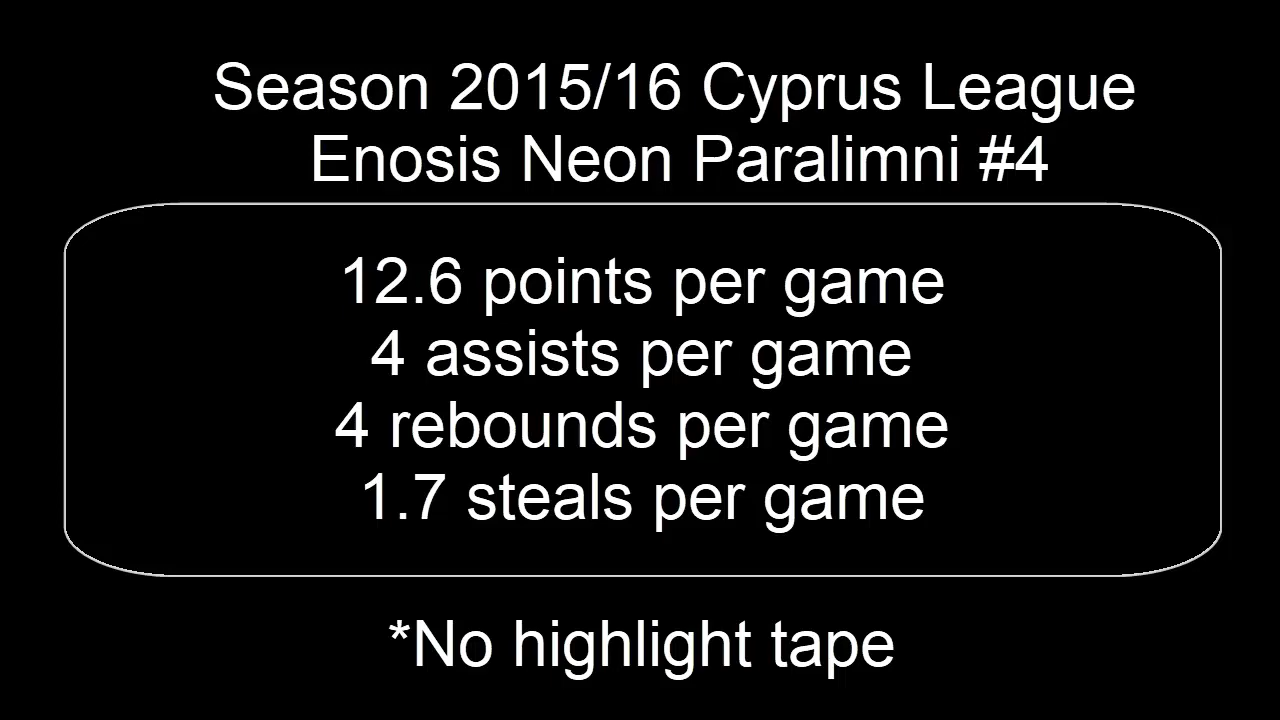 Season 2015/16 Cyprus League
Enosis Neon Paralimni #4
12.6 points per game
4 assists per game
4 rebounds per game
1.7 steals per game
*No highlight tape